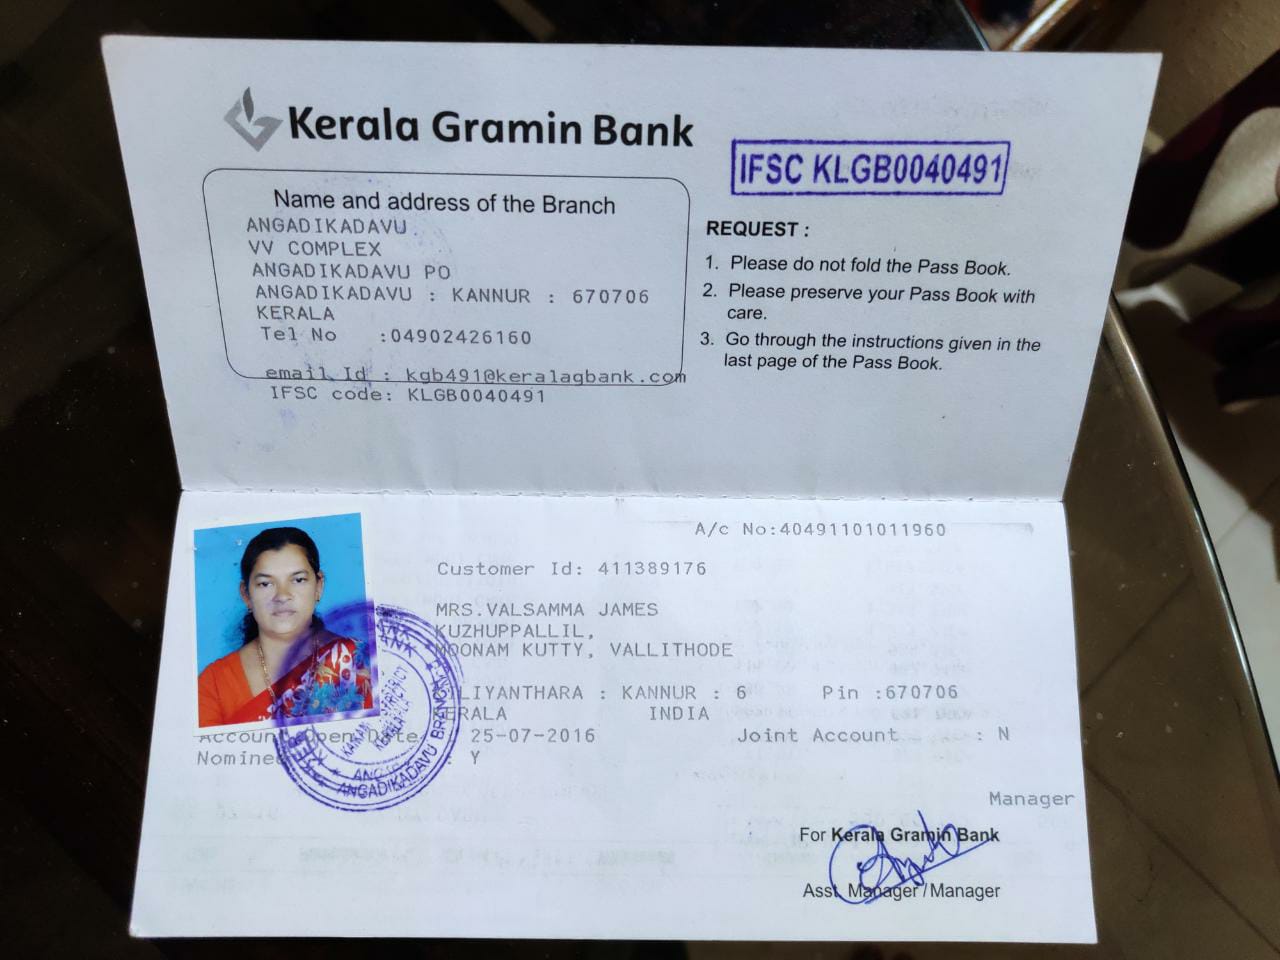 Kerala Gramin Bank
IFSC KLGB0040491
Name and address of the Branch
ANGADIKADAVU
VV COMPLEX
ANGADIKADAVU PO
ANGADIKADAVU : KANNUR : 670706
KERALA
Tel No :04902426160
email Id : kgb491@keralagbank.com
IFSC code: KLGB0040491
REQUEST :
1. Please do not fold the Pass Book.
2. Please preserve your Pass Book with
care.
3. Go through the instructions given in the
last page of the Pass Book.
A/c No:40491101011960
Customer Id: 411389176
MRS.VALSAMMA JAMES
KUZHUPPALLIL,
MOONAM KUTTY, VALLITHODE
: KANNUR : 6 Pin :670706
KERALA INDIA
Account Open Date 25-07-2016 Joint Account : N
Nominee : Y
ANGADIKADAVU BRANCH
Manager
For Kerala Gramin Bank
Asst. Manager / Manager